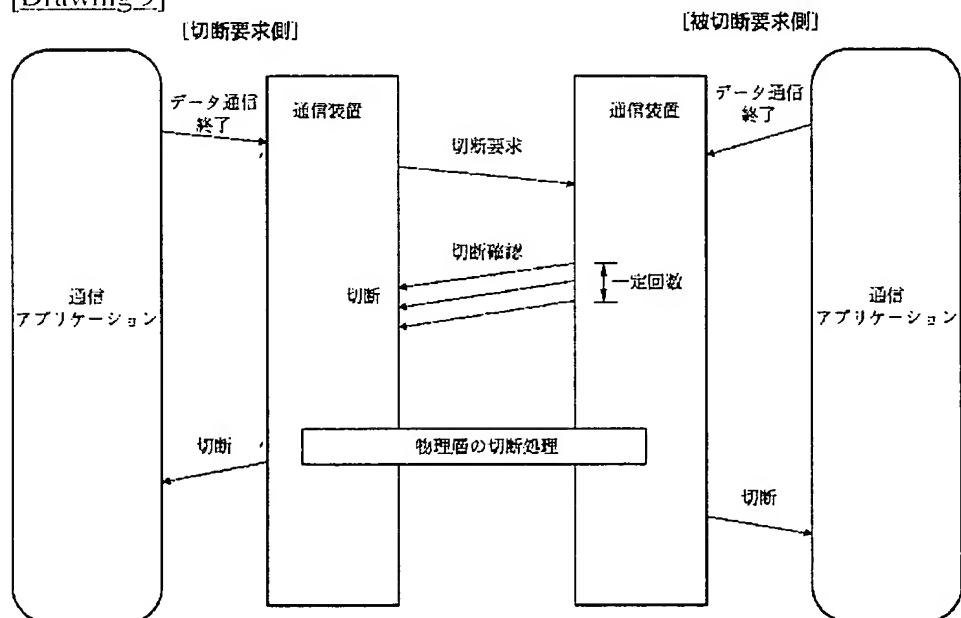 [Drawing 9]
[切断要求側]
[被切断要求側]
データ通信
終了
通信装置
通信装置
データ通信
終了
切断要求
切断確認
一定回数
切断
通信
アプリケーション
通信
アプリケーション
物理層の切断処理
切断
切断